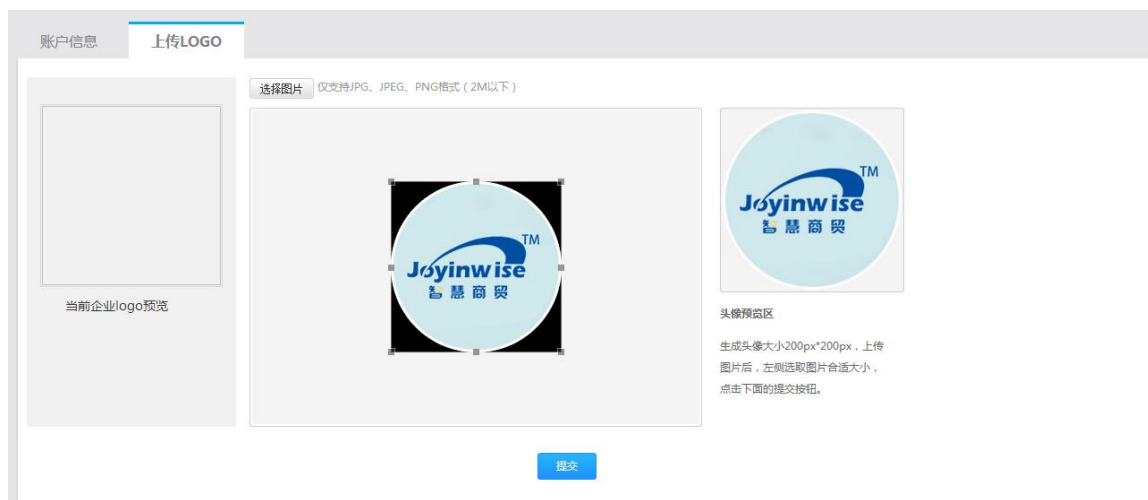 账户信息
上传LOGO
选择图片 仅支持JPG、JPEG、PNG格式（2M以下）
当前企业logo预览
TM
Joyinwise
智慧商贸
TM
Joyinwise
智慧商贸
头像预览区
生成头像大小200px*200px，上传
图片后，左侧选取图片合适大小，
点击下面的提交按钮。
提交